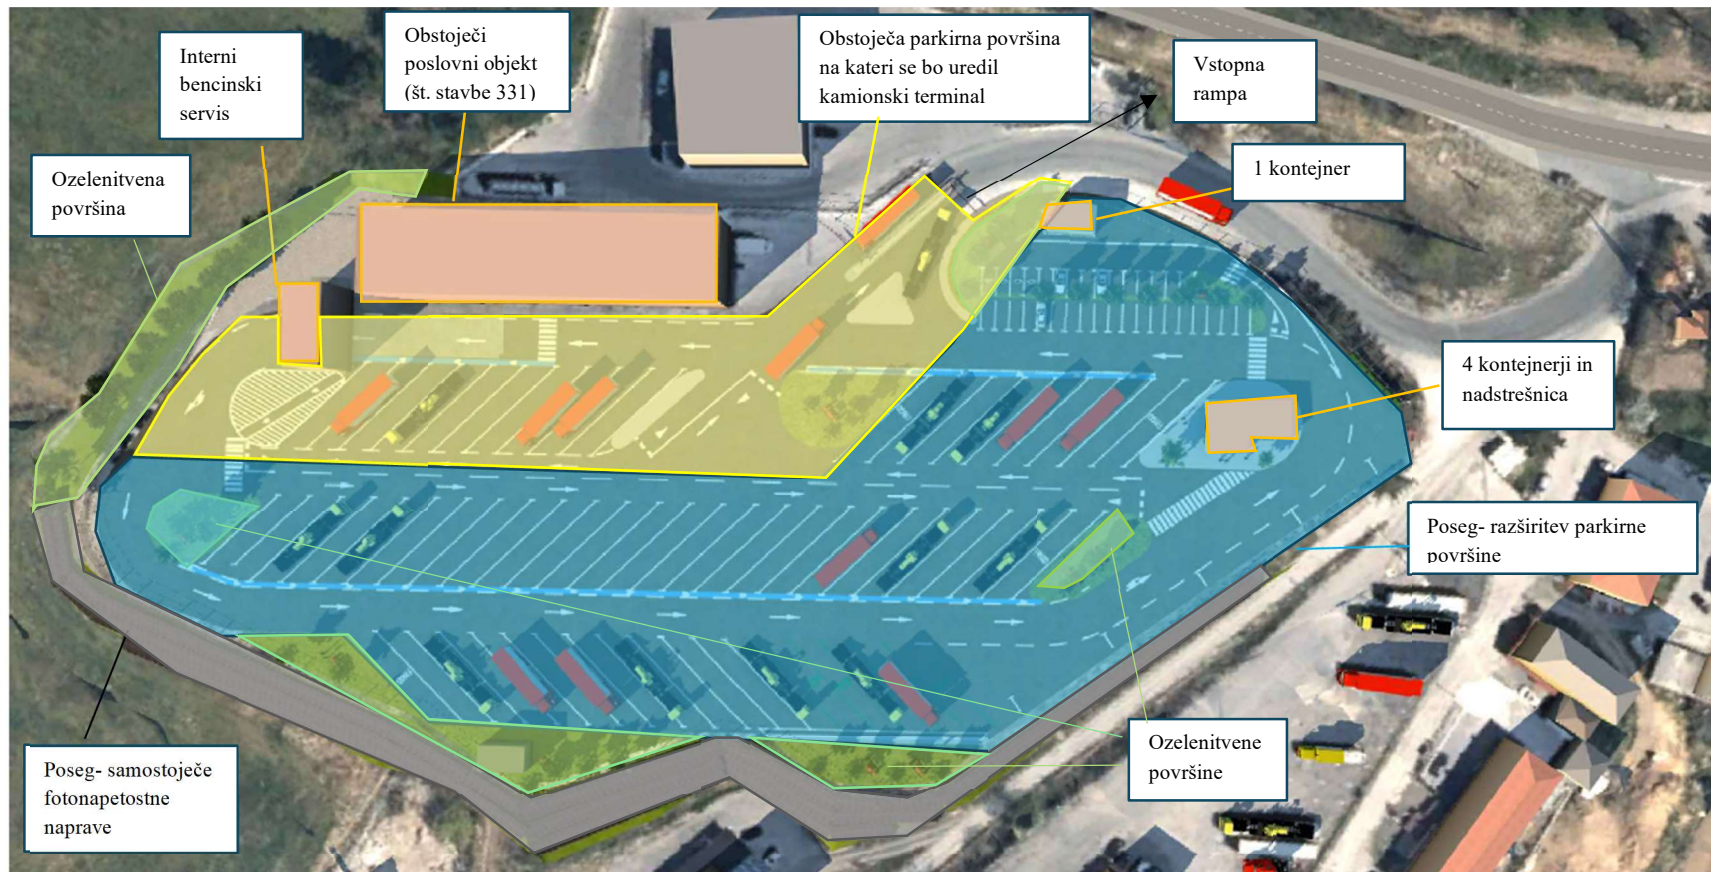 Interni
bencinski
servis
Obstoječi
poslovni objekt
(št. stavbe 331)
Obstoječa parkirna površina
na kateri se bo uredil
kamionski terminal
Vstopna
rampa
1 kontejner
Ozelenitvena
površina
4 kontejnerji in
nadstrešnica
Poseg- razširitev parkirne
površine
Ozelenitvene
površine
Poseg- samostoječe
fotonapetostne
naprave